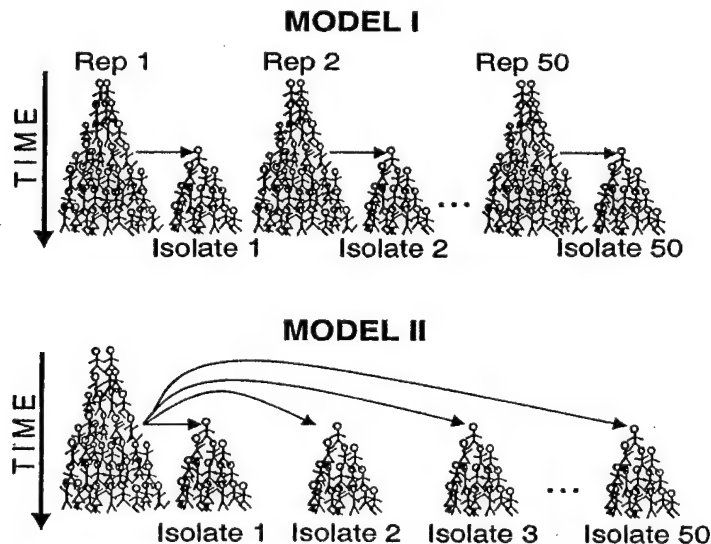 MODEL I
Rep 1 Rep 2 Rep 50
TIME
...
Isolate 1 Isolate 2 Isolate 50
MODEL II
TIME
...
Isolate 1 Isolate 2 Isolate 3 Isolate 50